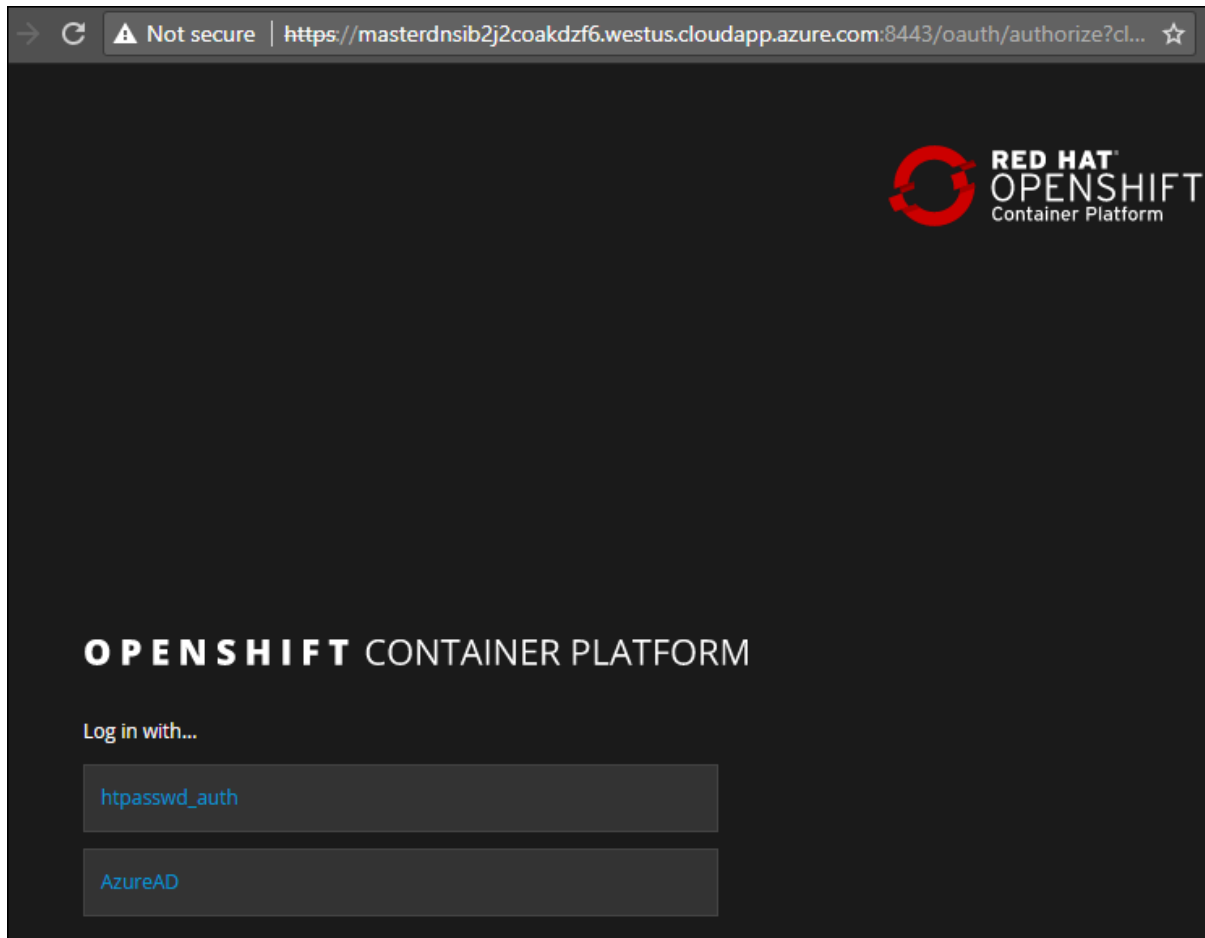 Not secure | https://masterdnsib2j2coakdzf6.westus.cloudapp.azure.com:8443/oauth/authorize?cl...
RED HAT®
OPENSHIFT
Container Platform
OPENSHIFT CONTAINER PLATFORM
Log in with...
htpasswd_auth
AzureAD